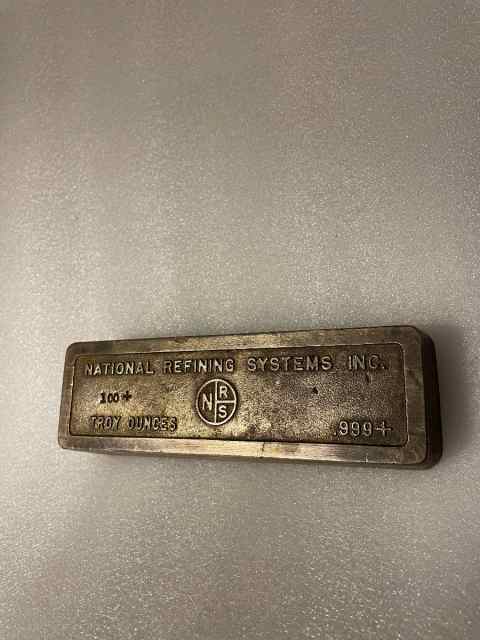 NATIONAL REFINING SYSTEMS INC.
100+
NRS
TROY OUNCES
.999+